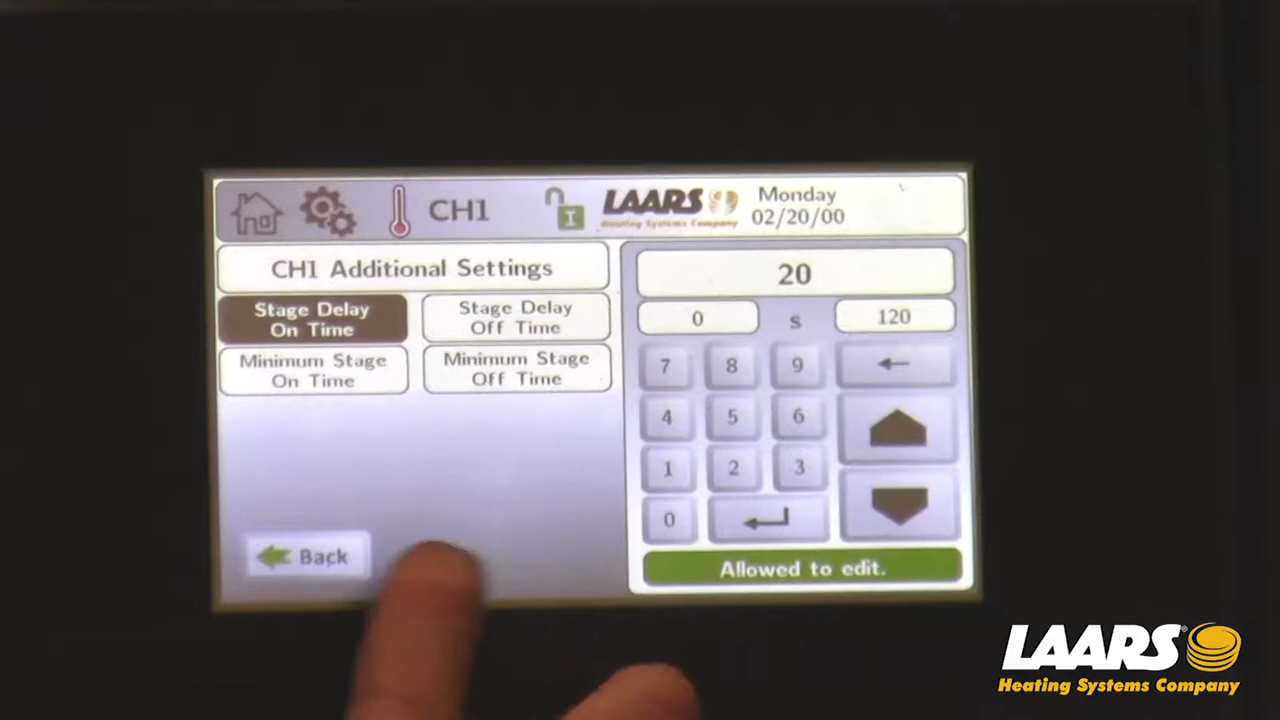 CH1
I
LAARS
Heating Systems Company
Monday
02/20/00
CH1 Additional Settings
Stage Delay
On Time
Stage Delay
Off Time
Minimum Stage
On Time
Minimum Stage
Off Time
Back
20
0 s 120
7 8 9
4 5 6
1 2 3
0
Allowed to edit.
LAARS®
Heating Systems Company